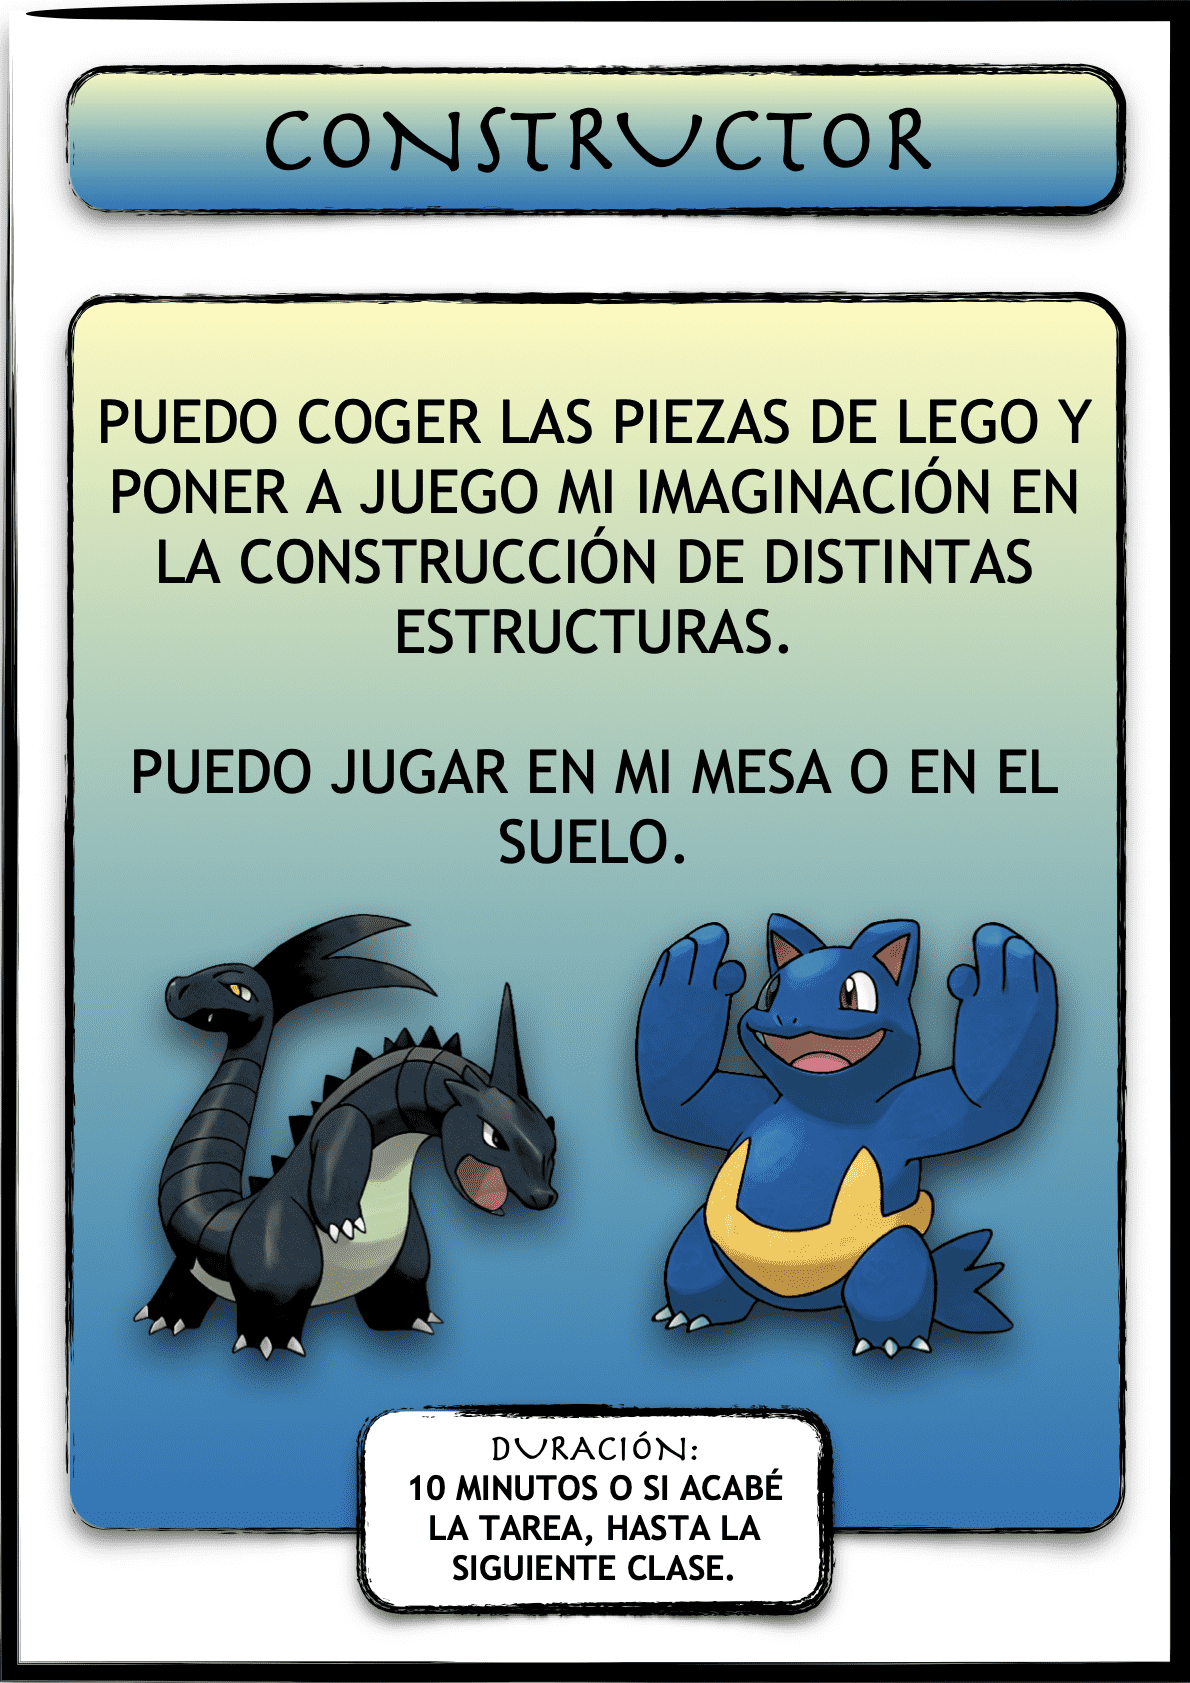 CONSTRUCTOR
PUEDO COGER LAS PIEZAS DE LEGO Y
PONER A JUEGO MI IMAGINACIÓN EN
LA CONSTRUCCIÓN DE DISTINTAS
ESTRUCTURAS.
PUEDO JUGAR EN MI MESA O EN EL
SUELO.
DURACIÓN:
10 MINUTOS O SI ACABÉ
LA TAREA, HASTA LA
SIGUIENTE CLASE.